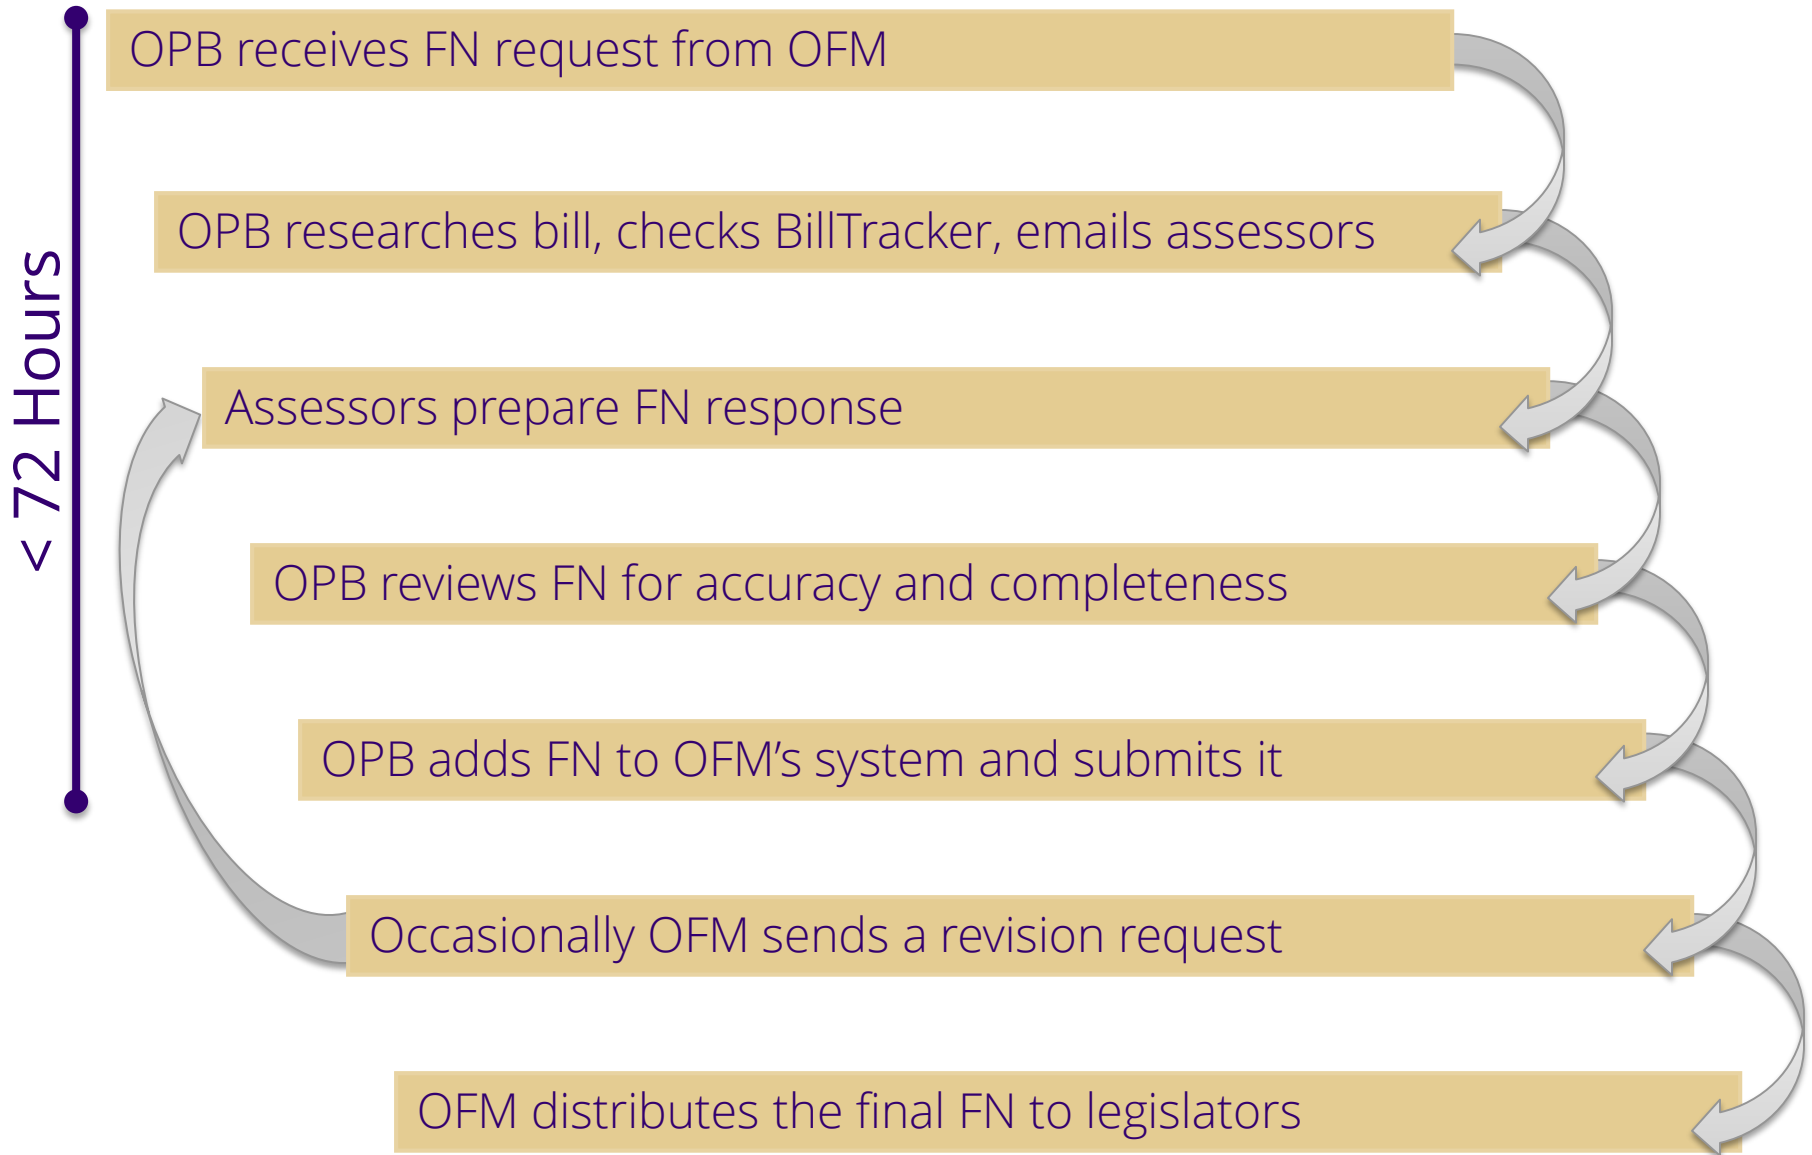 OPB receives FN request from OFM
OPB researches bill, checks BillTracker, emails assessors
< 72 Hours
Assessors prepare FN response
OPB reviews FN for accuracy and completeness
OPB adds FN to OFM’s system and submits it
Occasionally OFM sends a revision request
OFM distributes the final FN to legislators